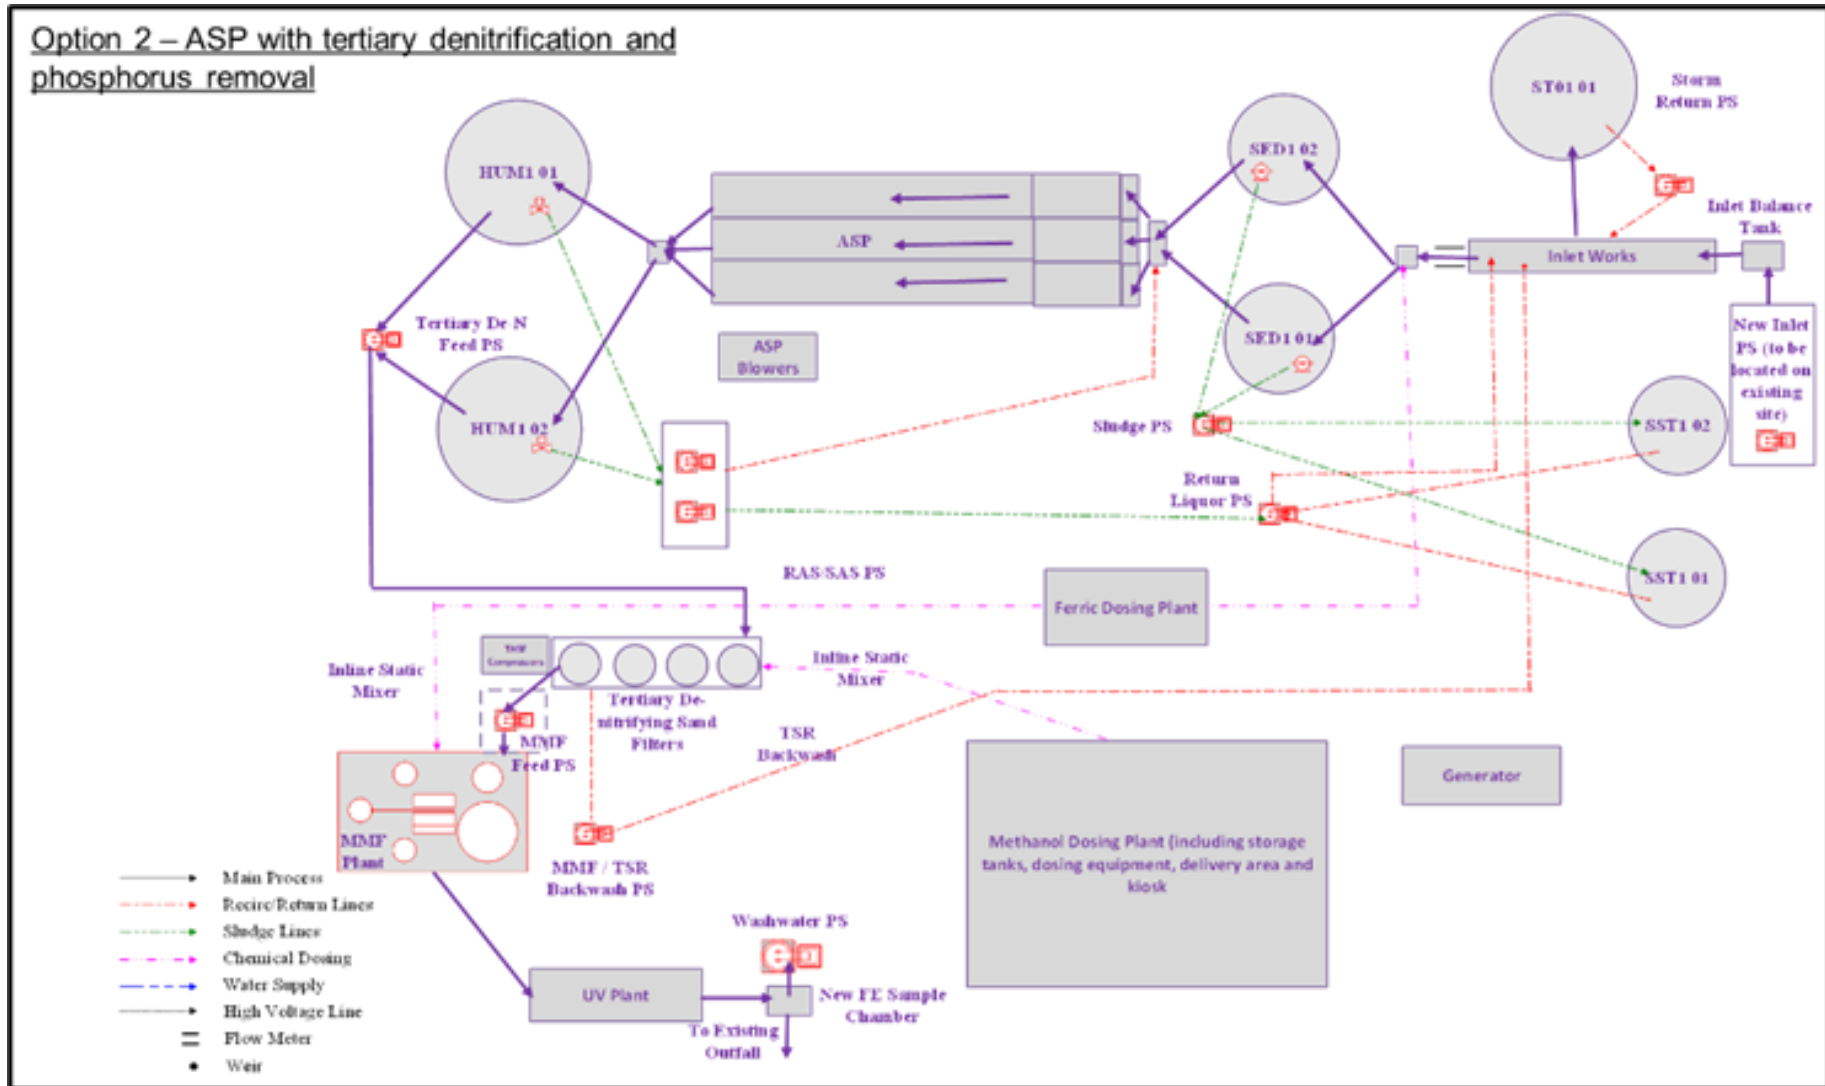 Option 2 – ASP with tertiary denitrification and
phosphorus removal
ST01 01
Storm
Return PS
HUM1 01
SED1 02
Inlet Balance
Tank
ASP
Inlet Works
Tertiary De-N
Feed PS
ASP
Blowers
SED1 01
New Inlet
PS (to be
located on
existing
site)
HUM1 02
Sludge PS
SST1 02
Return
Liquor PS
RAS/SAS PS
SST1 01
Ferric Dosing Plant
Inline Static
Mixer
Inline Static
Mixer
Tertiary De-
nitrifying Sand
Filters
MMF
Feed PS
TSR
Backwash
Generator
MMF
Plant
MMF / TSR
Backwash PS
Methanol Dosing Plant (including storage
tanks, dosing equipment, delivery area and
kiosk
Main Process
Recirc/Return Lines
Sludge Lines
Chemical Dosing
Water Supply
High Voltage Line
Flow Meter
Weir
Washwater PS
UV Plant
New FE Sample
Chamber
To Existing
Outfall